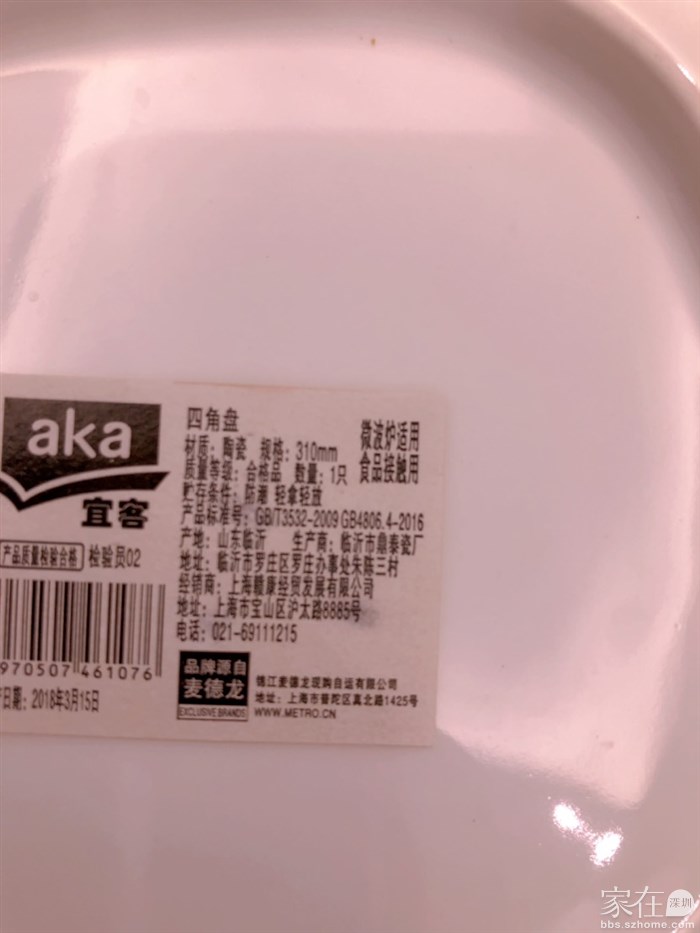 aka
宜客
产品质量检验合格 检验员02
970507 461076
日期：2018年3月15日
四角盘
微波炉适用
食品接触用
材质：陶瓷 规格：310mm
质量等级：合格品 数量：1只
贮存条件：防潮 轻拿轻放
产品标准号：GB/T3532-2009 GB4806.4-2016
产地：山东临沂 生产商：临沂市鼎泰瓷厂
地址：临沂市罗庄区罗庄办事处朱陈三村
经销商：上海赣康经贸发展有限公司
地址：上海市宝山区沪太路8885号
电话：021-69111215
品牌源自
麦德龙
EXCLUSIVE BRANDS
锦江麦德龙现购自运有限公司
地址：上海市普陀区真北路1425号
WWW.METRO.CN
家在深圳
bbs.szhome.com